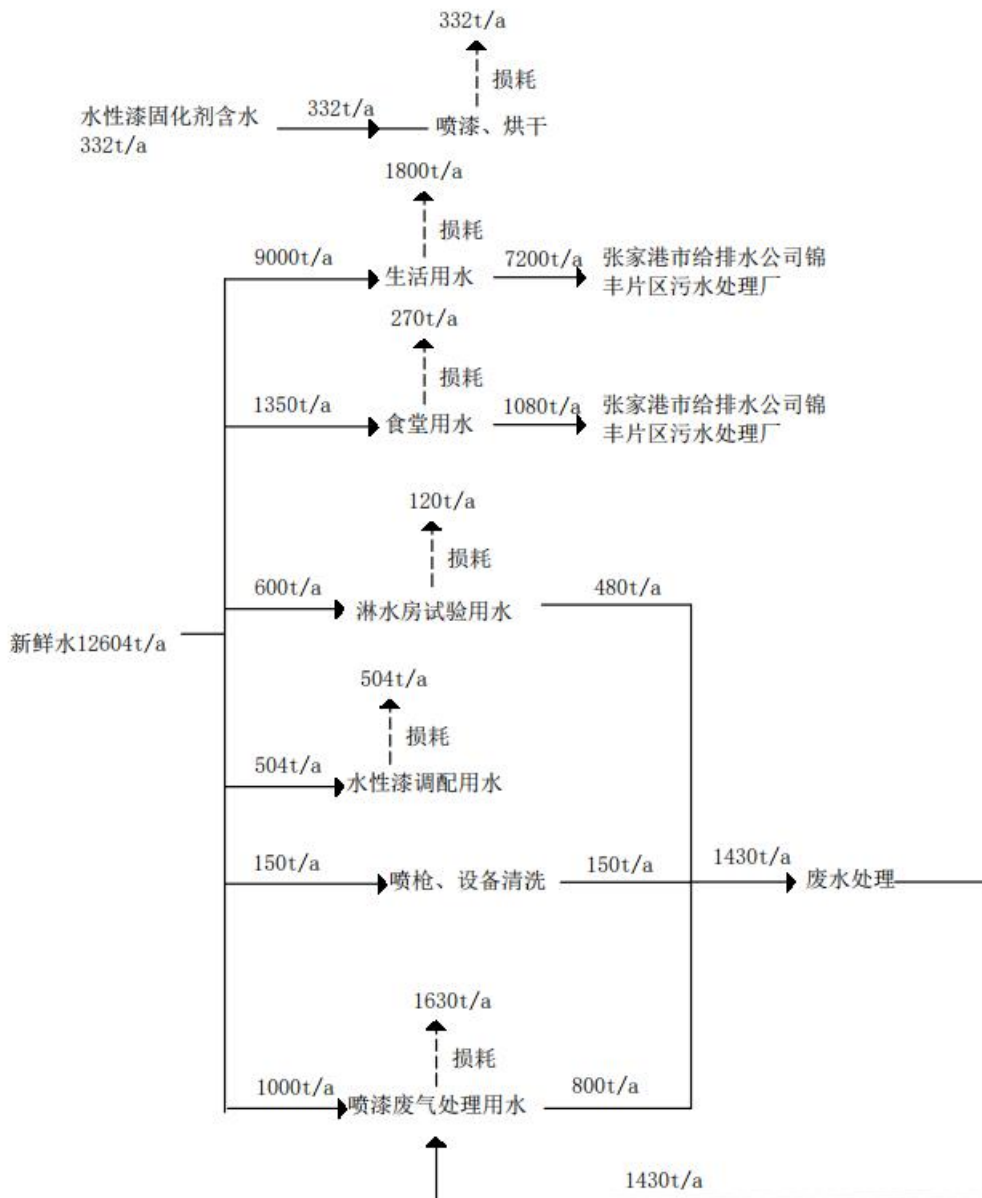 332t/a
损耗
水性漆固化剂含水
332t/a
332t/a
喷漆、烘干
1800t/a
损耗
9000t/a
生活用水
7200t/a
张家港市给排水公司锦
丰片区污水处理厂
270t/a
损耗
1350t/a
食堂用水
1080t/a
张家港市给排水公司锦
丰片区污水处理厂
120t/a
损耗
600t/a
淋水房试验用水
480t/a
新鲜水12604t/a
504t/a
损耗
504t/a
水性漆调配用水
150t/a
喷枪、设备清洗
150t/a
1430t/a
废水处理
1630t/a
损耗
1000t/a
喷漆废气处理用水
800t/a
1430t/a